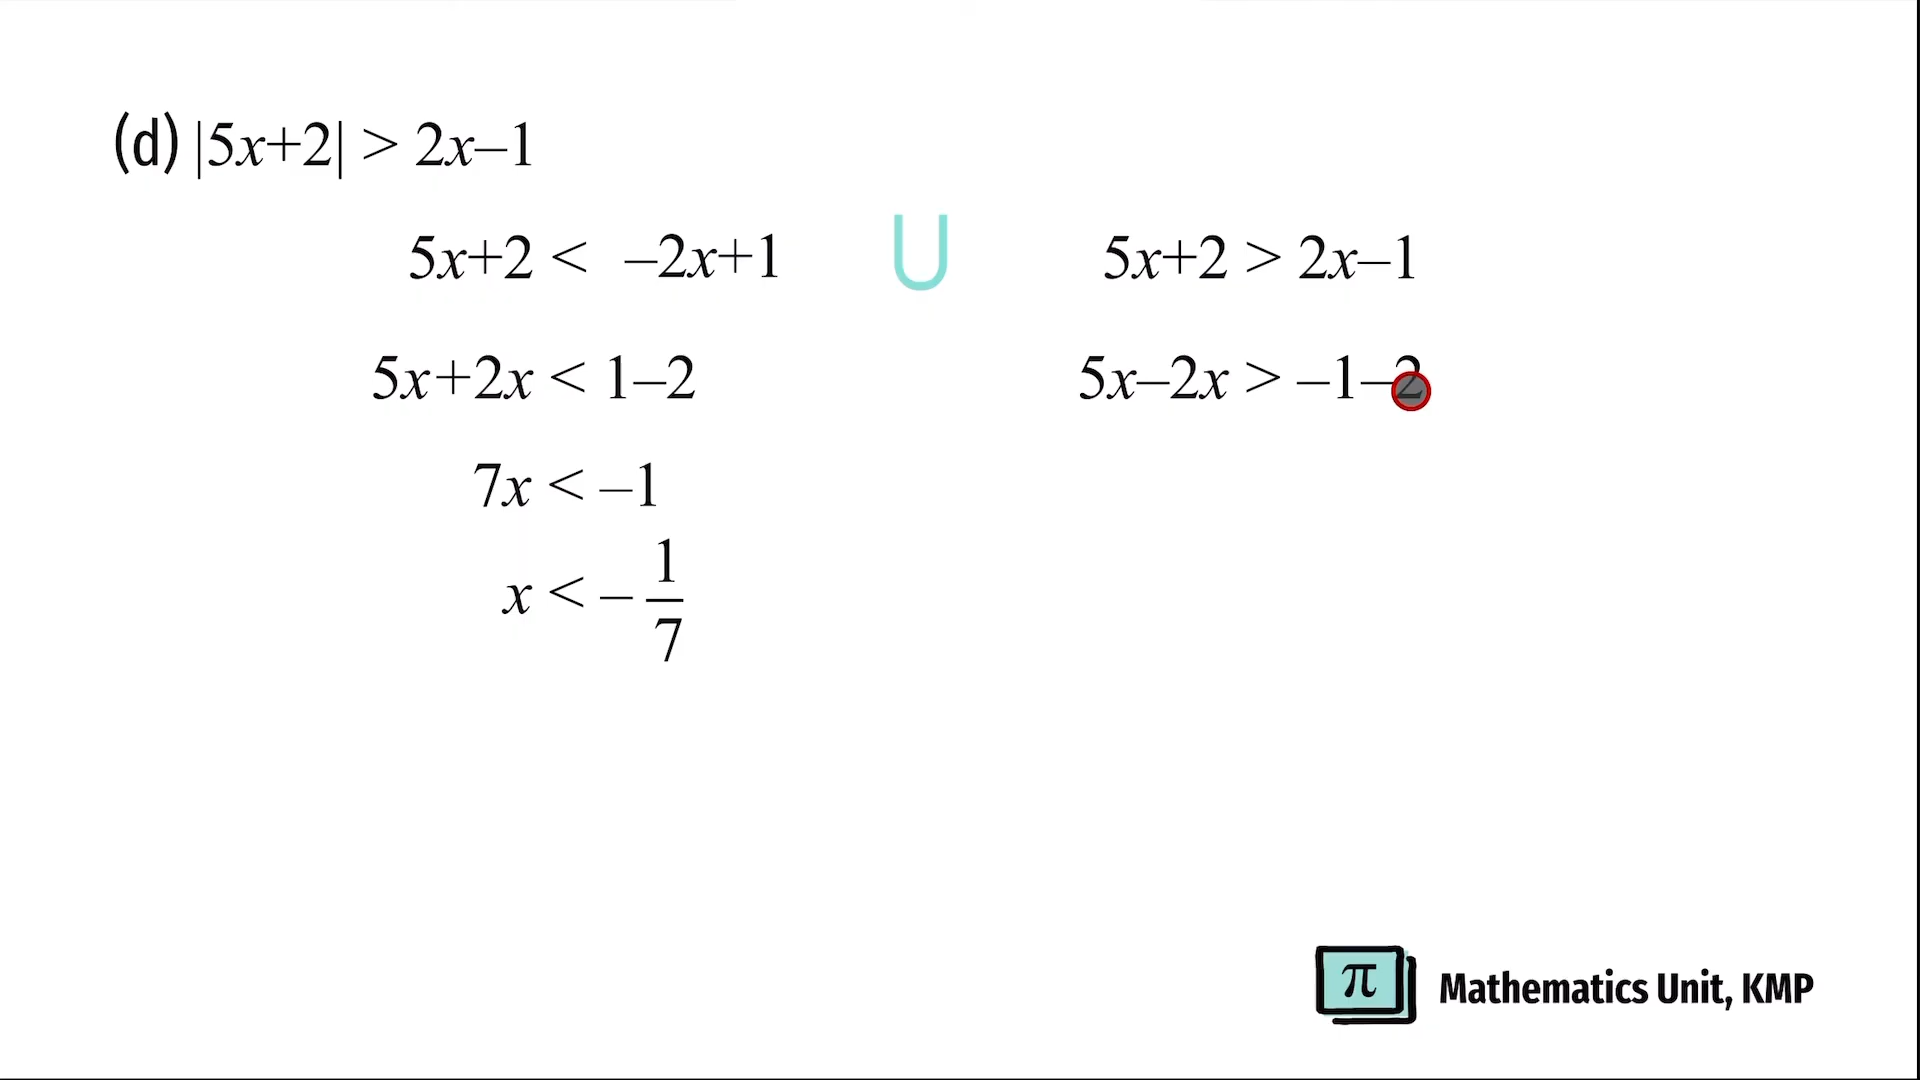 (d) |5x+2| > 2x–1
5x+2 < –2x+1 ∪ 5x+2 > 2x–1
5x+2x < 1–2 5x–2x > –1–2
7x < –1
x < – 1/7
π Mathematics Unit, KMP